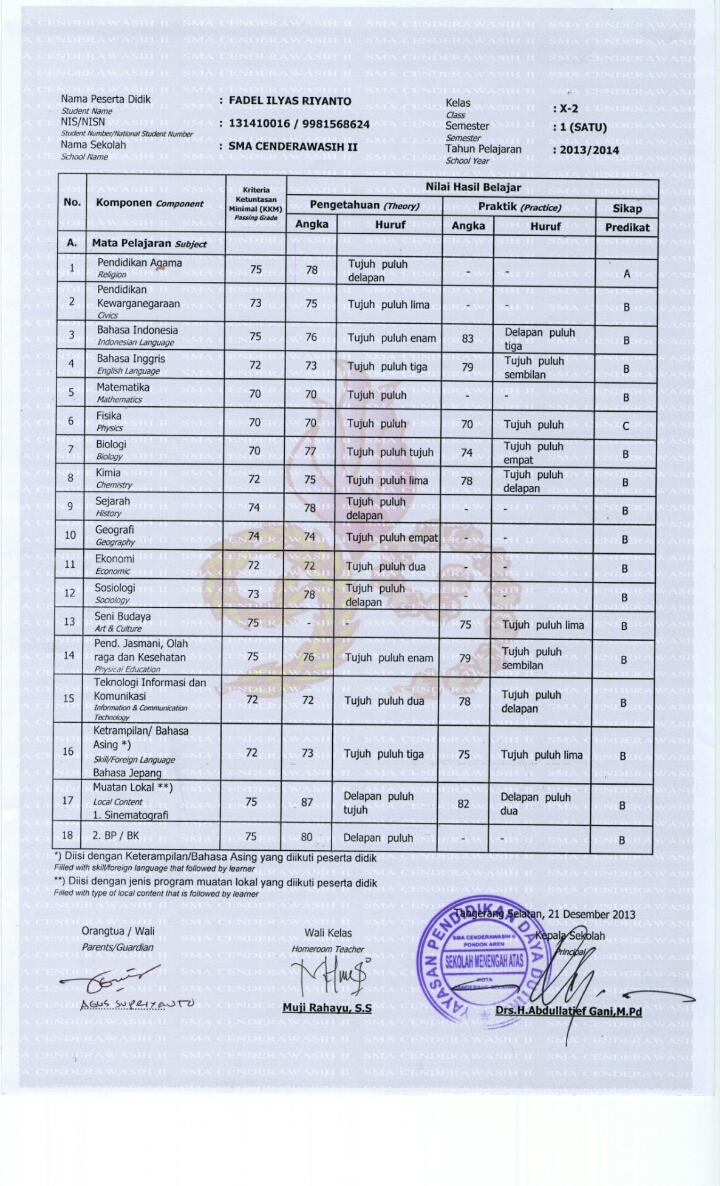 Nama Peserta Didik : FADEL ILYAS RIYANTO Kelas : X-2
Student Name Class
NIS/NISN : 131410016 / 9981568624 Semester : 1 (SATU)
Student Number/National Student Number Semester
Nama Sekolah : SMA CENDERAWASIH II Tahun Pelajaran : 2013/2014
School Name School Year
No. Komponen Component Kriteria Ketuntasan Minimal (KKM) Passing Grade Nilai Hasil Belajar
Pengetahuan (Theory) Praktik (Practice) Sikap
Angka Huruf Angka Huruf Predikat
A. Mata Pelajaran Subject
1 Pendidikan Agama Religion 75 78 Tujuh puluh delapan - - A
2 Pendidikan Kewarganegaraan Civics 73 75 Tujuh puluh lima - - B
3 Bahasa Indonesia Indonesian Language 75 76 Tujuh puluh enam 83 Delapan puluh tiga B
4 Bahasa Inggris English Language 72 73 Tujuh puluh tiga 79 Tujuh puluh sembilan B
5 Matematika Mathematics 70 70 Tujuh puluh - - B
6 Fisika Physics 70 70 Tujuh puluh 70 Tujuh puluh C
7 Biologi Biology 70 77 Tujuh puluh tujuh 74 Tujuh puluh empat B
8 Kimia Chemistry 72 75 Tujuh puluh lima 78 Tujuh puluh delapan B
9 Sejarah History 74 78 Tujuh puluh delapan - - B
10 Geografi Geography 74 74 Tujuh puluh empat - - B
11 Ekonomi Economic 72 72 Tujuh puluh dua - - B
12 Sosiologi Sociology 73 78 Tujuh puluh delapan - - B
13 Seni Budaya Art & Culture 75 - - 75 Tujuh puluh lima B
14 Pend. Jasmani, Olah raga dan Kesehatan Physical Education 75 76 Tujuh puluh enam 79 Tujuh puluh sembilan B
15 Teknologi Informasi dan Komunikasi Information & Communication Technology 72 72 Tujuh puluh dua 78 Tujuh puluh delapan B
16 Ketrampilan/ Bahasa Asing *) Skill/Foreign Language Bahasa Jepang 72 73 Tujuh puluh tiga 75 Tujuh puluh lima B
17 Muatan Lokal **) Local Content 1. Sinematografi 75 87 Delapan puluh tujuh 82 Delapan puluh dua B
18 2. BP / BK 75 80 Delapan puluh - - B
*) Diisi dengan Keterampilan/Bahasa Asing yang diikuti peserta didik
Filled with skill/foreign language that followed by learner
**) Diisi dengan jenis program muatan lokal yang diikuti peserta didik
Filled with type of local content that is followed by learner
Tangerang Selatan, 21 Desember 2013
Orangtua / Wali Wali Kelas Kepala Sekolah
Parents/Guardian Homeroom Teacher Principal
YAYASAN PENDIDIKAN DAYA
SMA CENDERAWASIH II
PONDOK AREN
SEKOLAH MENENGAH ATAS
KOTA
AGUS SUPRIYANTO Muji Rahayu, S.S Drs.H.Abdullatief Gani,M.Pd